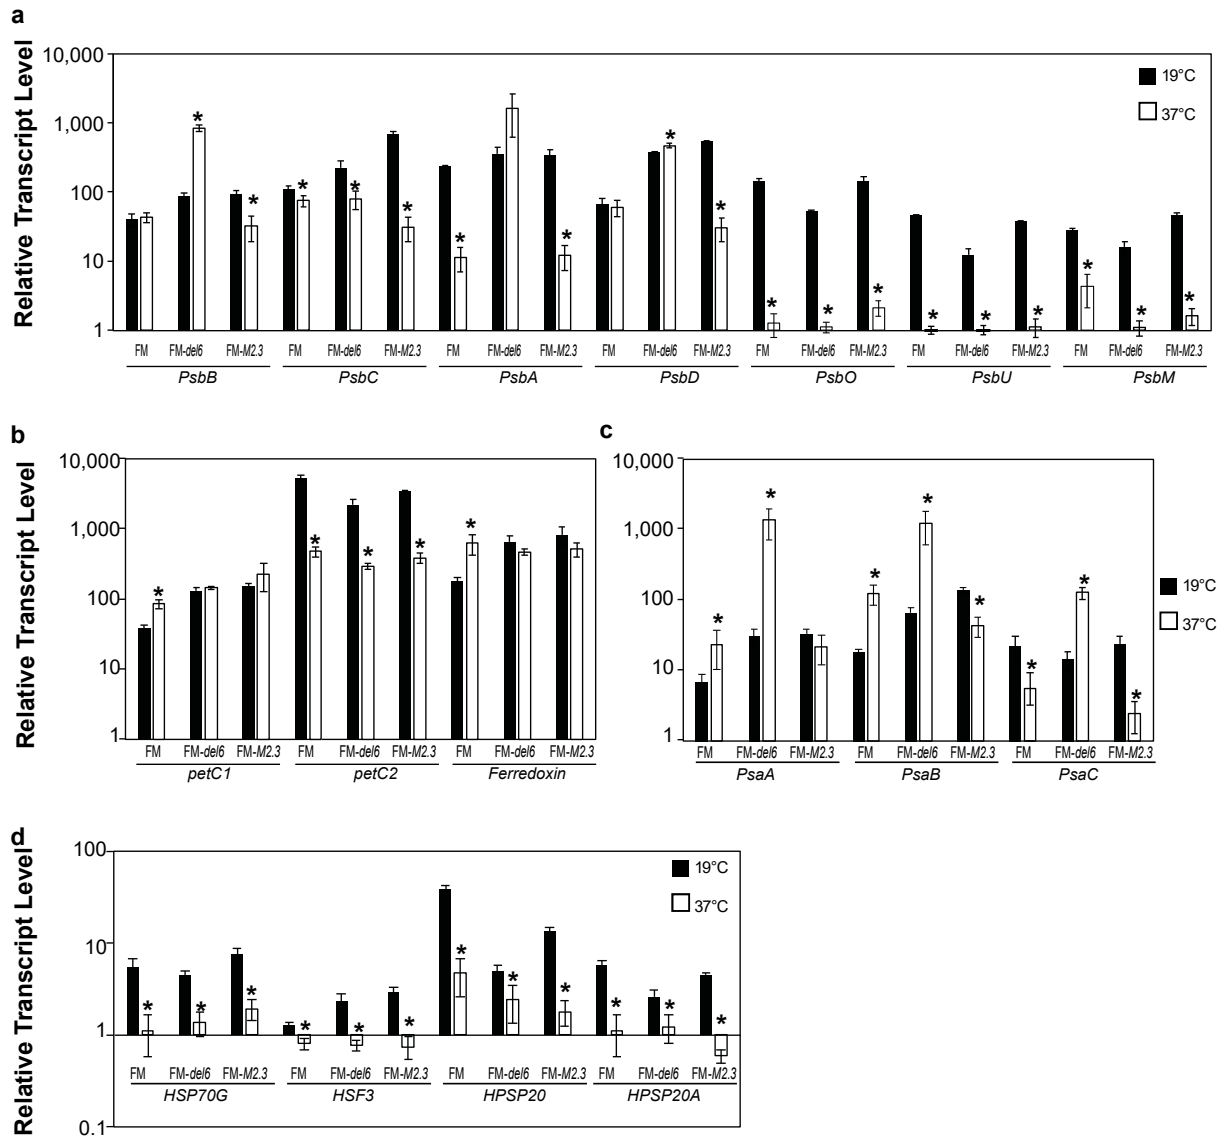 a
Relative Transcript Level
10,000
1,000
100
10
1
19°C
37°C
* * * * * * * * * * * * * * * * * *
FM FM-del6 FM-M2.3 FM FM-del6 FM-M2.3 FM FM-del6 FM-M2.3 FM FM-del6 FM-M2.3 FM FM-del6 FM-M2.3 FM FM-del6 FM-M2.3 FM FM-del6 FM-M2.3
PsbB PsbC PsbA PsbD PsbO PsbU PsbM
b
Relative Transcript Level
10,000
1,000
100
10
1
* * * * *
FM FM-del6 FM-M2.3 FM FM-del6 FM-M2.3 FM FM-del6 FM-M2.3
petC1 petC2 Ferredoxin
c
10,000
1,000
100
10
1
* * * * * * * *
19°C
37°C
FM FM-del6 FM-M2.3 FM FM-del6 FM-M2.3 FM FM-del6 FM-M2.3
PsaA PsaB PsaC
d
Relative Transcript Level
100
10
1
0.1
19°C
37°C
* * * * * * * * * * * *
FM FM-del6 FM-M2.3 FM FM-del6 FM-M2.3 FM FM-del6 FM-M2.3 FM FM-del6 FM-M2.3
HSP70G HSF3 HPSP20 HPSP20A